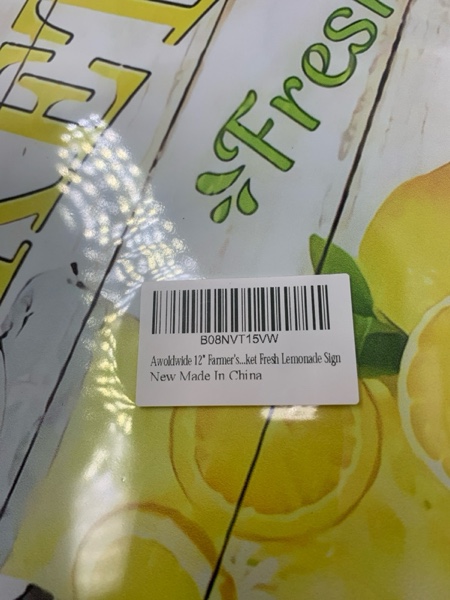 Fresh
B08NVT15VW
Awoldwide 12" Farmer's...ket Fresh Lemonade Sign
New Made In China